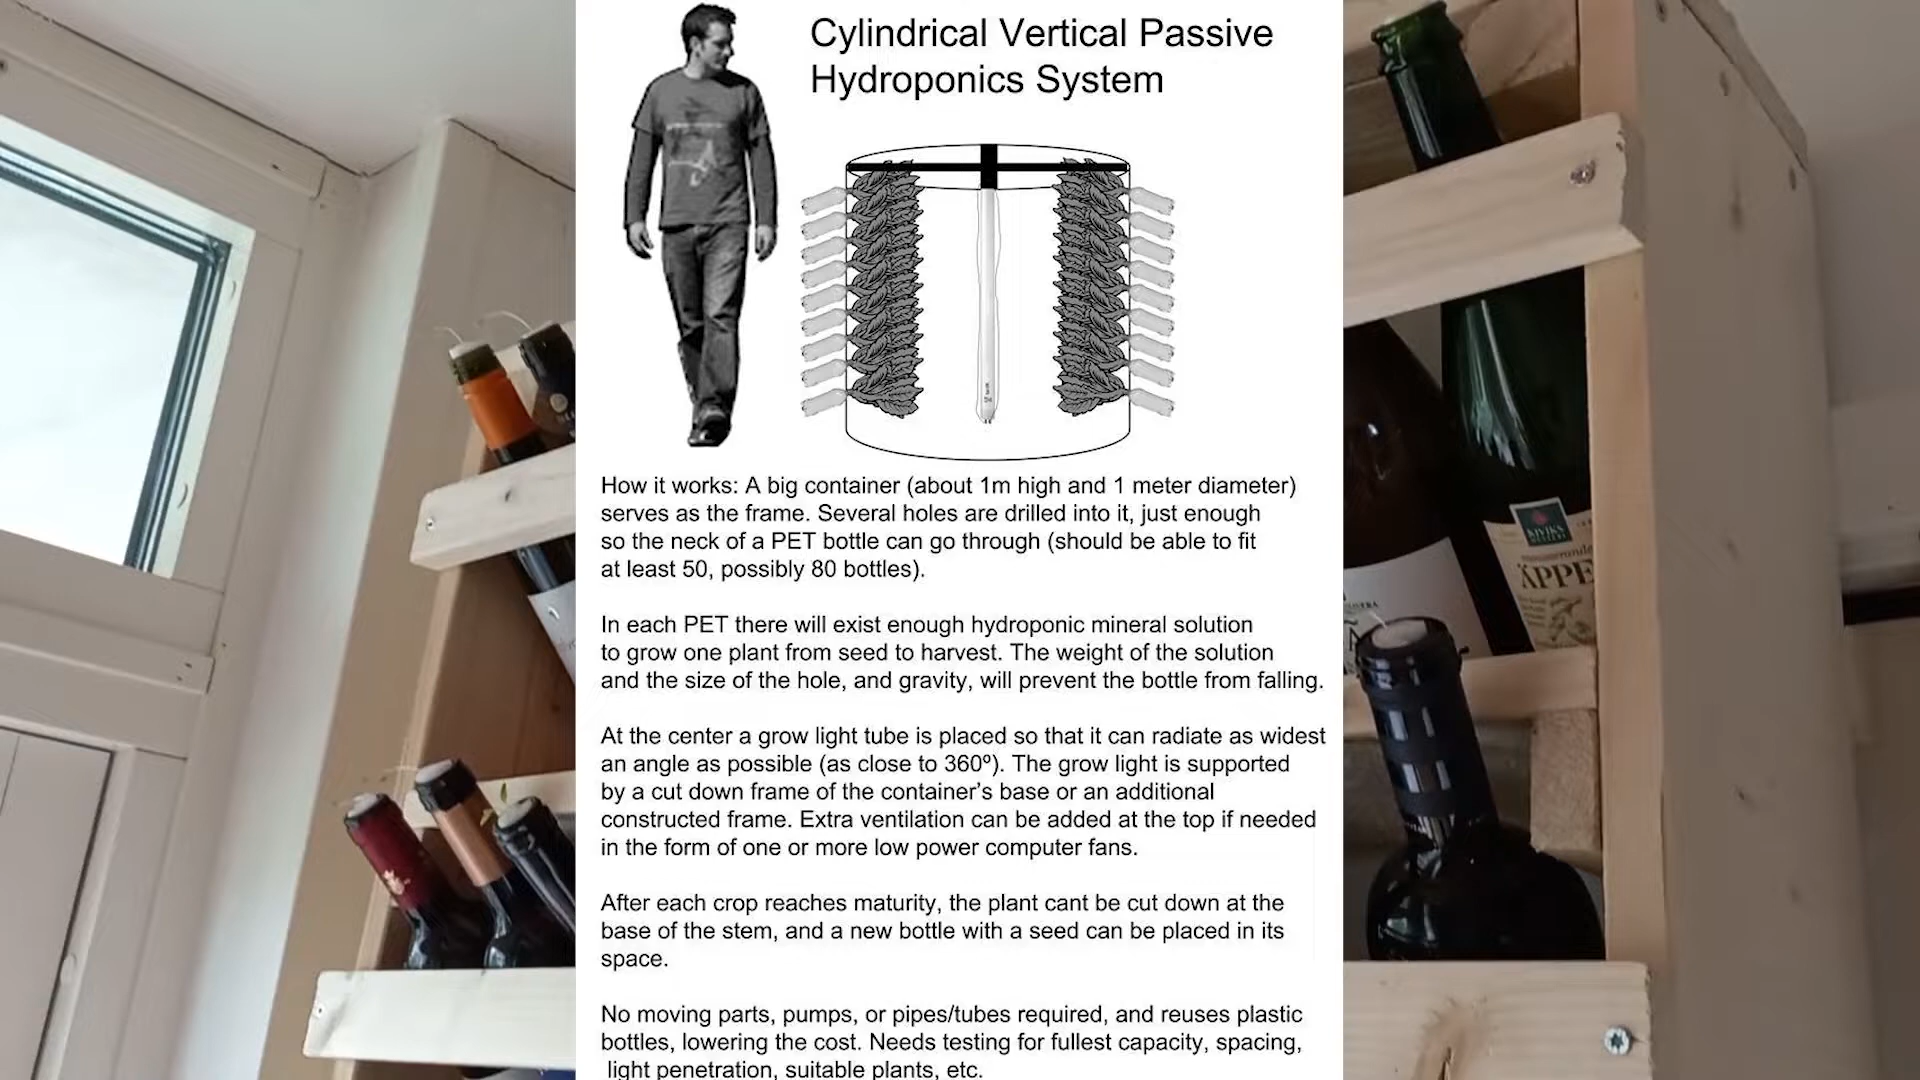 Cylindrical Vertical Passive
Hydroponics System
How it works: A big container (about 1m high and 1 meter diameter)
serves as the frame. Several holes are drilled into it, just enough
so the neck of a PET bottle can go through (should be able to fit
at least 50, possibly 80 bottles).
In each PET there will exist enough hydroponic mineral solution
to grow one plant from seed to harvest. The weight of the solution
and the size of the hole, and gravity, will prevent the bottle from falling.
At the center a grow light tube is placed so that it can radiate as widest
an angle as possible (as close to 360º). The grow light is supported
by a cut down frame of the container's base or an additional
constructed frame. Extra ventilation can be added at the top if needed
in the form of one or more low power computer fans.
After each crop reaches maturity, the plant cant be cut down at the
base of the stem, and a new bottle with a seed can be placed in its
space.
No moving parts, pumps, or pipes/tubes required, and reuses plastic
bottles, lowering the cost. Needs testing for fullest capacity, spacing,
light penetration, suitable plants, etc.
KIVIKS
ÄPPE